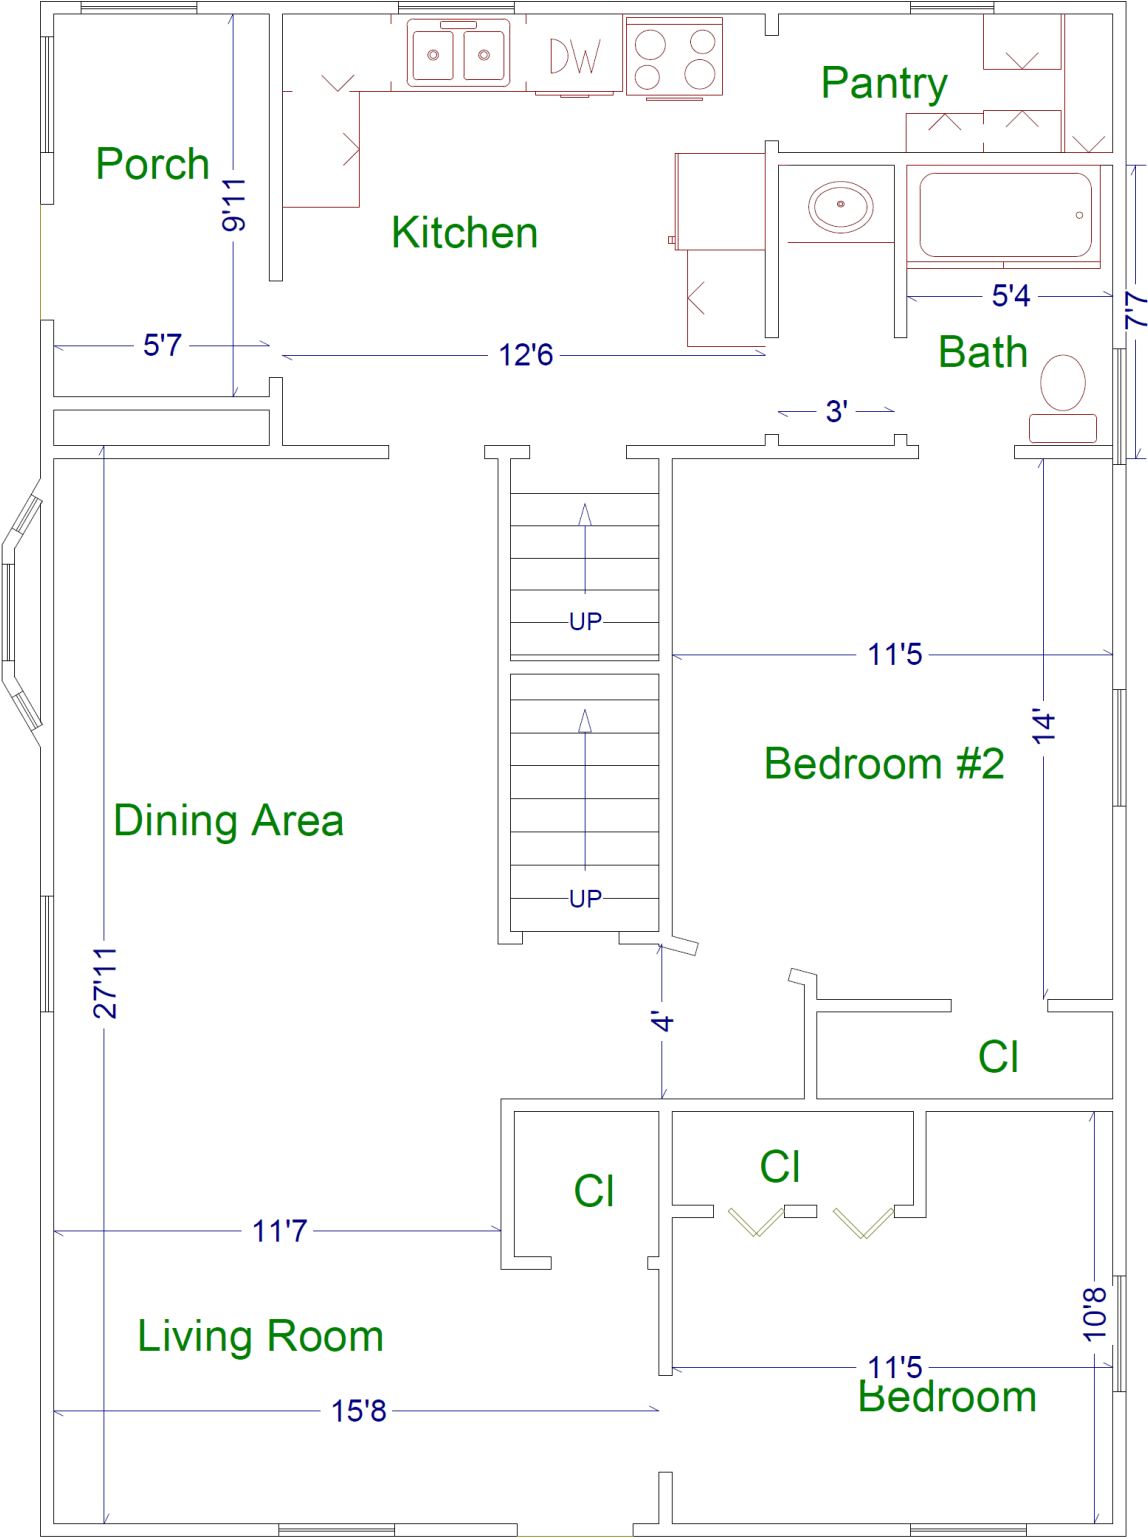 DW
Pantry
Porch
9'11
Kitchen
5'4
7'7
5'7
12'6
Bath
3'
UP
11'5
14'
Bedroom #2
Dining Area
UP
27'11
4'
Cl
Cl
Cl
11'7
10'8
Living Room
11'5
Bedroom
15'8